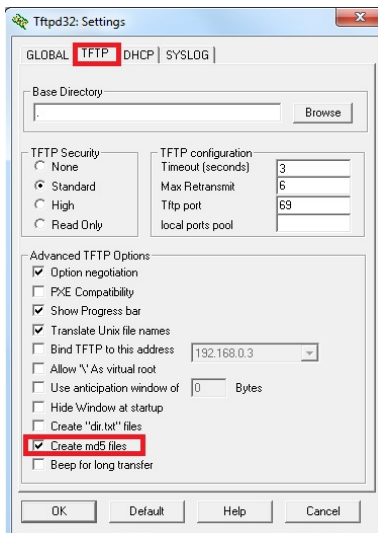 Tftpd32: Settings
GLOBAL TFTP DHCP SYSLOG
Base Directory
.
Browse
TFTP Security
None
Standard
High
Read Only
TFTP configuration
Timeout (seconds) 3
Max Retransmit 6
Tftp port 69
local ports pool
Advanced TFTP Options
Option negotiation
PXE Compatibility
Show Progress bar
Translate Unix file names
Bind TFTP to this address 192.168.0.3
Allow '\' As virtual root
Use anticipation window of 0 Bytes
Hide Window at startup
Create "dir.txt" files
Create md5 files
Beep for long transfer
OK Default Help Cancel